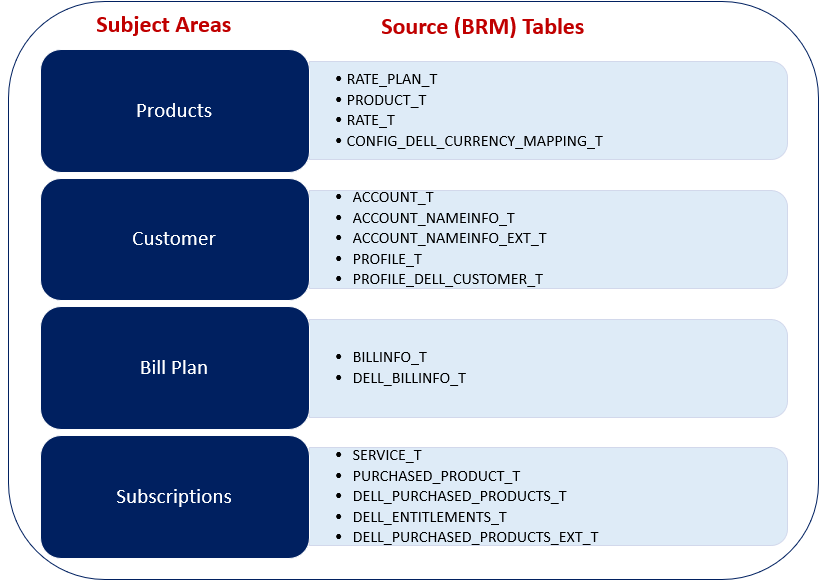 Subject Areas
Source (BRM) Tables
Products
• RATE_PLAN_T
• PRODUCT_T
• RATE_T
• CONFIG_DELL_CURRENCY_MAPPING_T
Customer
• ACCOUNT_T
• ACCOUNT_NAMEINFO_T
• ACCOUNT_NAMEINFO_EXT_T
• PROFILE_T
• PROFILE_DELL_CUSTOMER_T
Bill Plan
• BILLINFO_T
• DELL_BILLINFO_T
Subscriptions
• SERVICE_T
• PURCHASED_PRODUCT_T
• DELL_PURCHASED_PRODUCTS_T
• DELL_ENTITLEMENTS_T
• DELL_PURCHASED_PRODUCTS_EXT_T